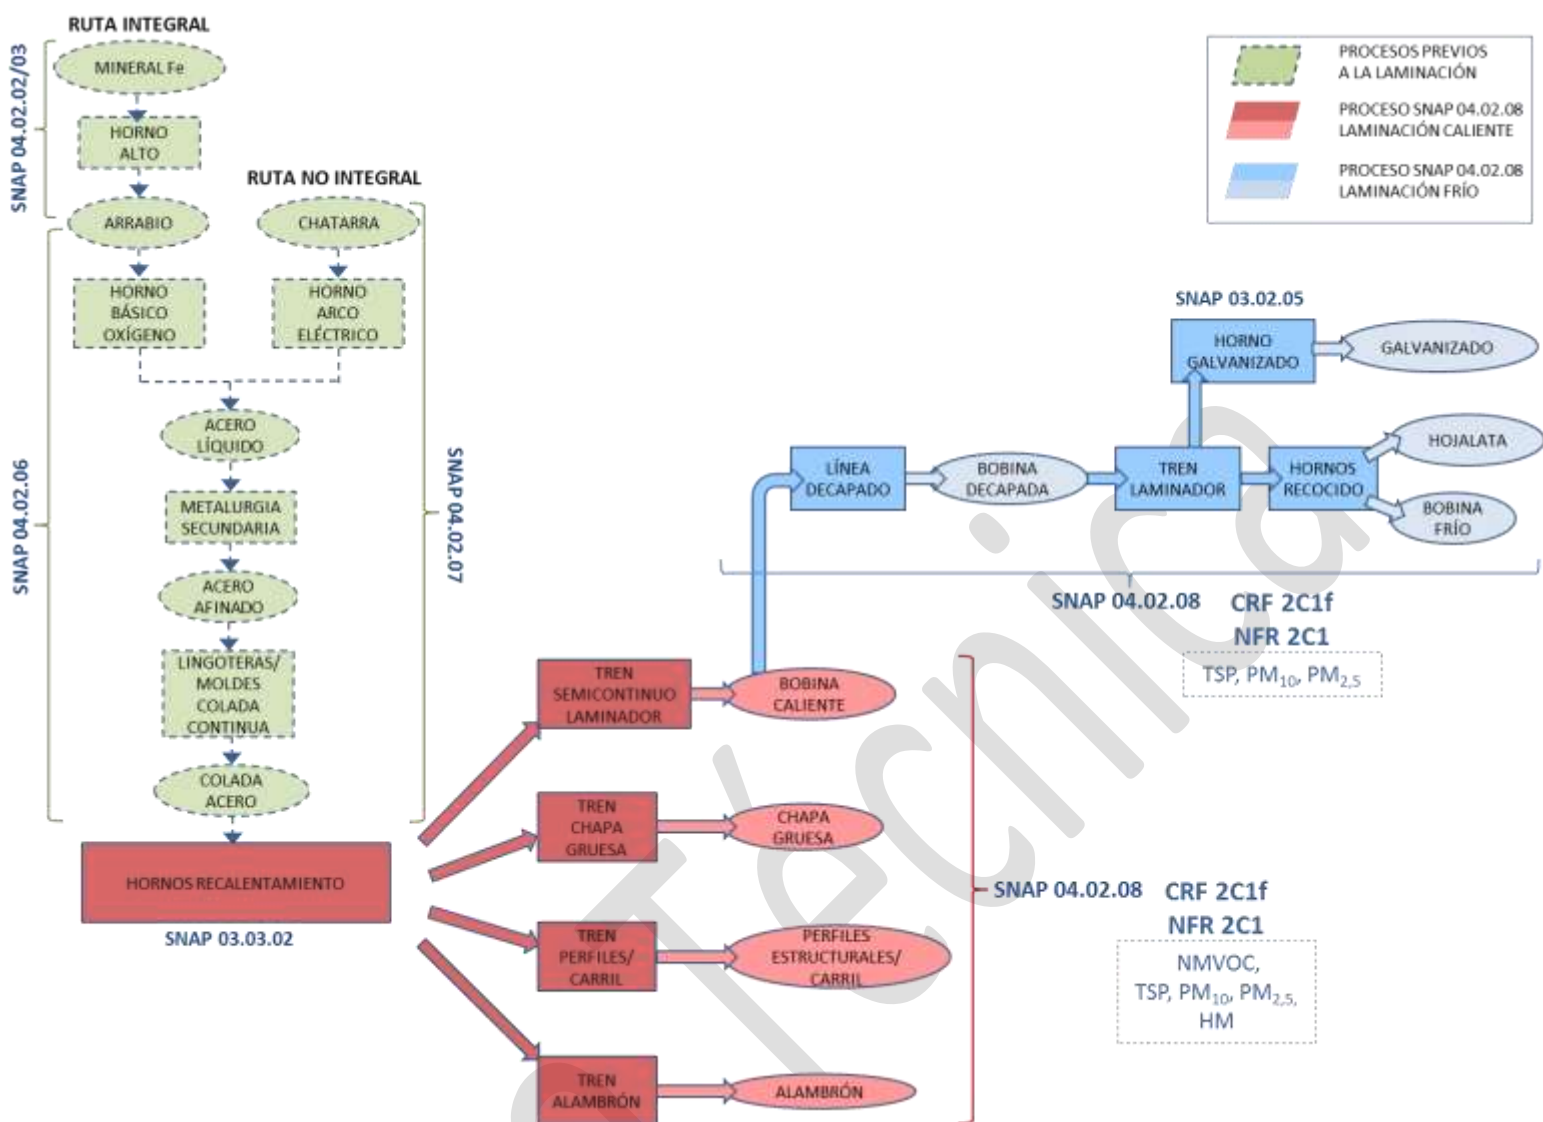 RUTA INTEGRAL
SNAP 04.02.02/03
MINERAL Fe
HORNO
ALTO
RUTA NO INTEGRAL
ARRABIO
CHATARRA
HORNO
BÁSICO
OXÍGENO
HORNO
ARCO
ELÉCTRICO
ACERO
LÍQUIDO
SNAP 04.02.06
SNAP 04.02.07
METALURGIA
SECUNDARIA
ACERO
AFINADO
LINGOTERAS/
MOLDES
COLADA
CONTINUA
COLADA
ACERO
HORNOS RECALENTAMIENTO
SNAP 03.03.02
TREN
SEMICONTINUO
LAMINADOR
BOBINA
CALIENTE
TREN
CHAPA
GRUESA
CHAPA
GRUESA
TREN
PERFILES/
CARRIL
PERFILES
ESTRUCTURALES/
CARRIL
TREN
ALAMBRÓN
ALAMBRÓN
SNAP 04.02.08
CRF 2C1f
NFR 2C1
NMVOC,
TSP, PM10, PM2,5,
HM
LÍNEA
DECAPADO
BOBINA
DECAPADA
TREN
LAMINADOR
SNAP 03.02.05
HORNO
GALVANIZADO
GALVANIZADO
HORNOS
RECOCIDO
HOJALATA
BOBINA
FRÍO
SNAP 04.02.08
CRF 2C1f
NFR 2C1
TSP, PM10, PM2,5
PROCESOS PREVIOS
A LA LAMINACIÓN
PROCESO SNAP 04.02.08
LAMINACIÓN CALIENTE
PROCESO SNAP 04.02.08
LAMINACIÓN FRÍO
Técnica